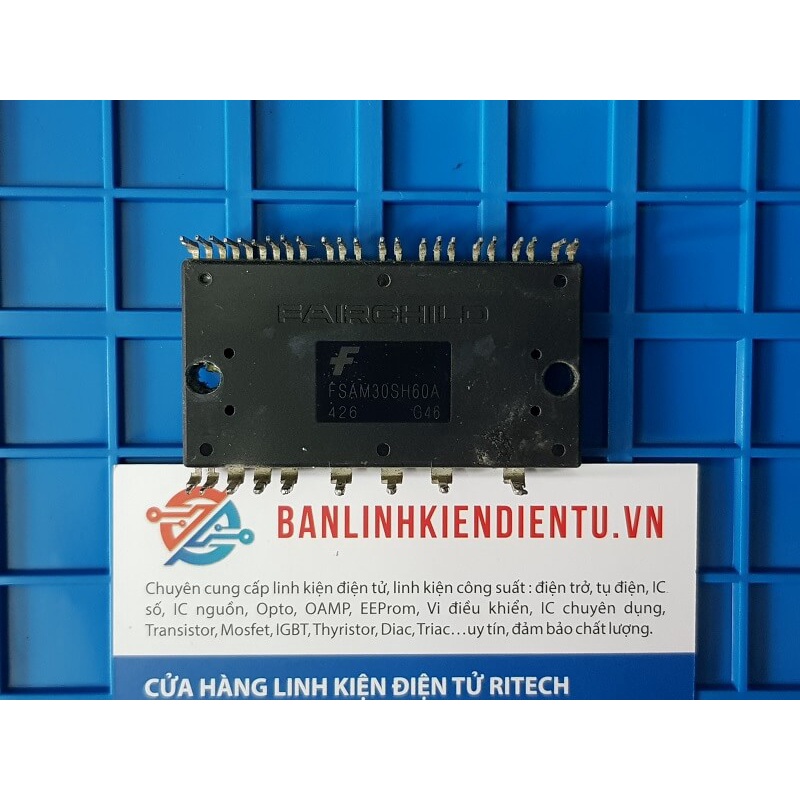 FAIRCHILD
F
FSAM30SH60A
426 G46
BANLINHKIENDIENTU.VN
Chuyên cung cấp linh kiện điện tử, linh kiện công suất : điện trở, tụ điện, IC
số, IC nguồn, Opto, OAMP, EEProm, Vi điều khiển, IC chuyên dụng,
Transistor, Mosfet, IGBT, Thyristor, Diac, Triac...uy tín, đảm bảo chất lượng.
CỬA HÀNG LINH KIỆN ĐIỆN TỬ RITECH